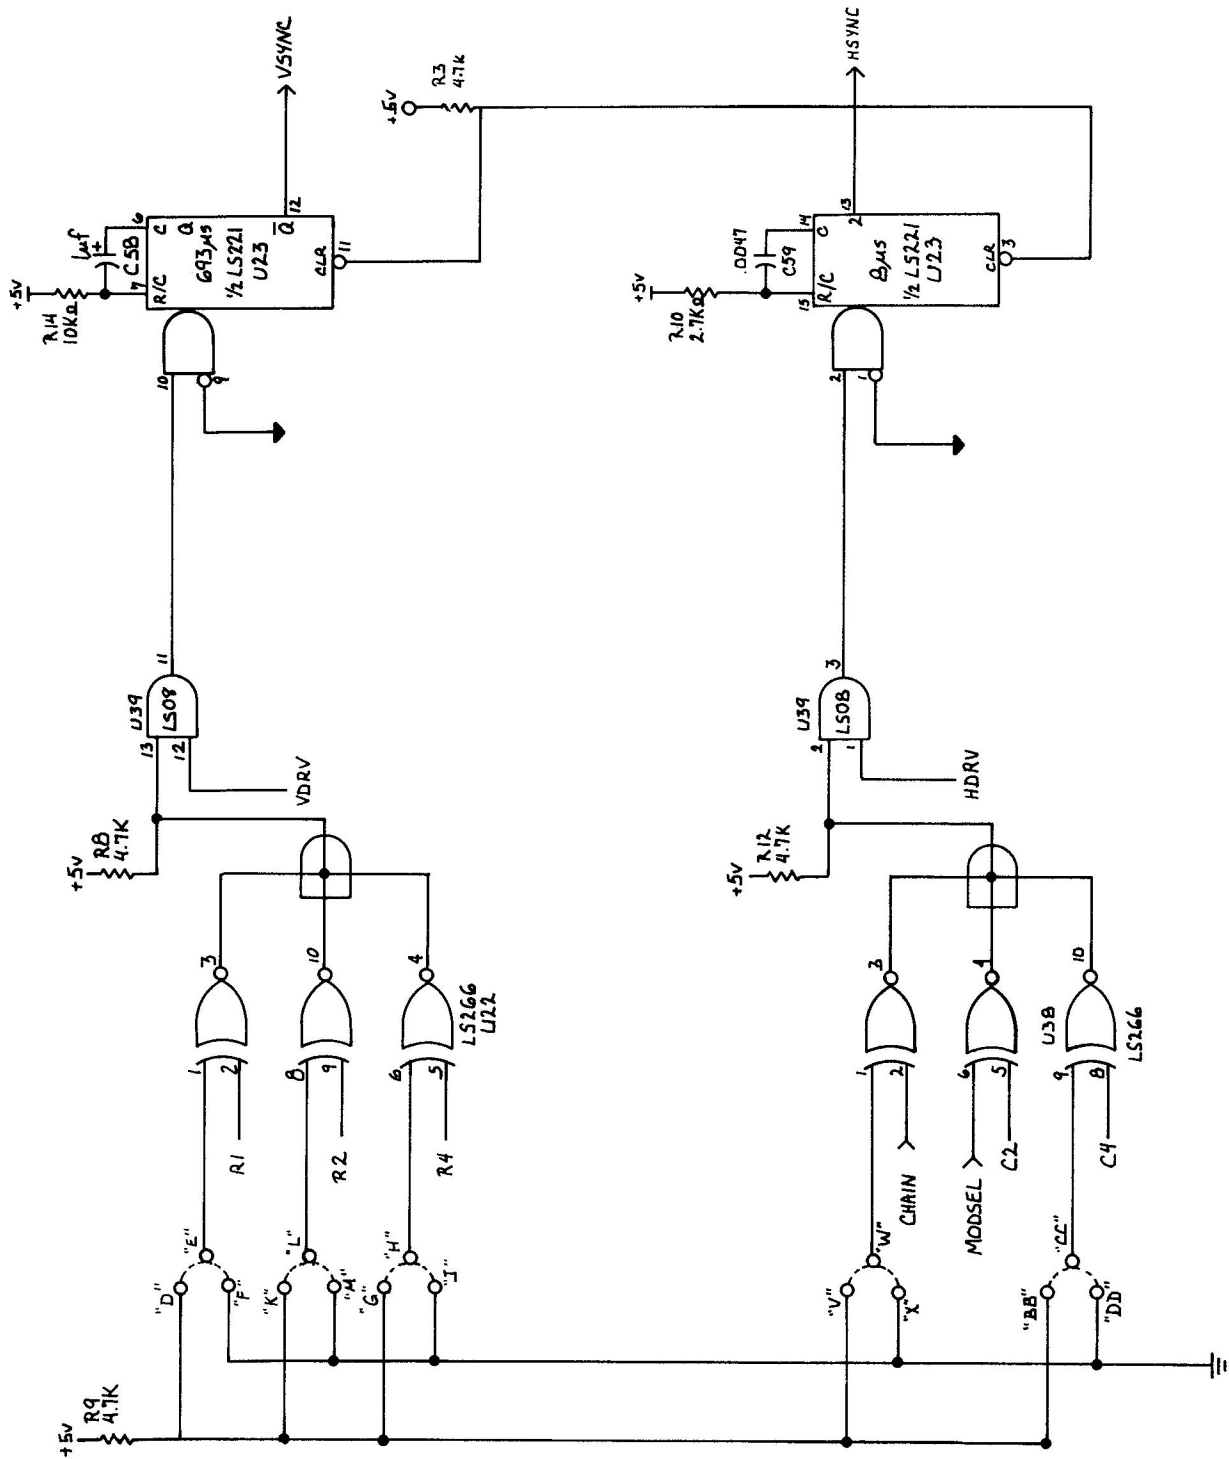 +5v
R9
4.7K
"D"
"E"
"F"
"K"
"L"
"M"
"G"
"H"
"J"
1
2
3
R1
8
9
10
R2
6
5
4
R4
LS266
U22
+5v
R8
4.7K
13
12
11
U39
LS08
VDRV
10
9
+5v
R14
10KΩ
1uf
+
C58
7
6
R/C
C
Q
693μs
½ LS221
U23
Q
12
CLR
11
VSYNC
+5v
R3
4.7K
"V"
"W"
"X"
"BB"
"CC"
"DD"
1
2
3
CHAIN
6
5
4
MODSEL
C2
9
8
10
C4
U38
LS266
+5v
R12
4.7K
2
1
3
U39
LS08
HDRV
2
1
+5v
R10
2.7KΩ
.0047
C59
15
14
R/C
C
8μs
½ LS221
U23
2
13
CLR
3
HSYNC